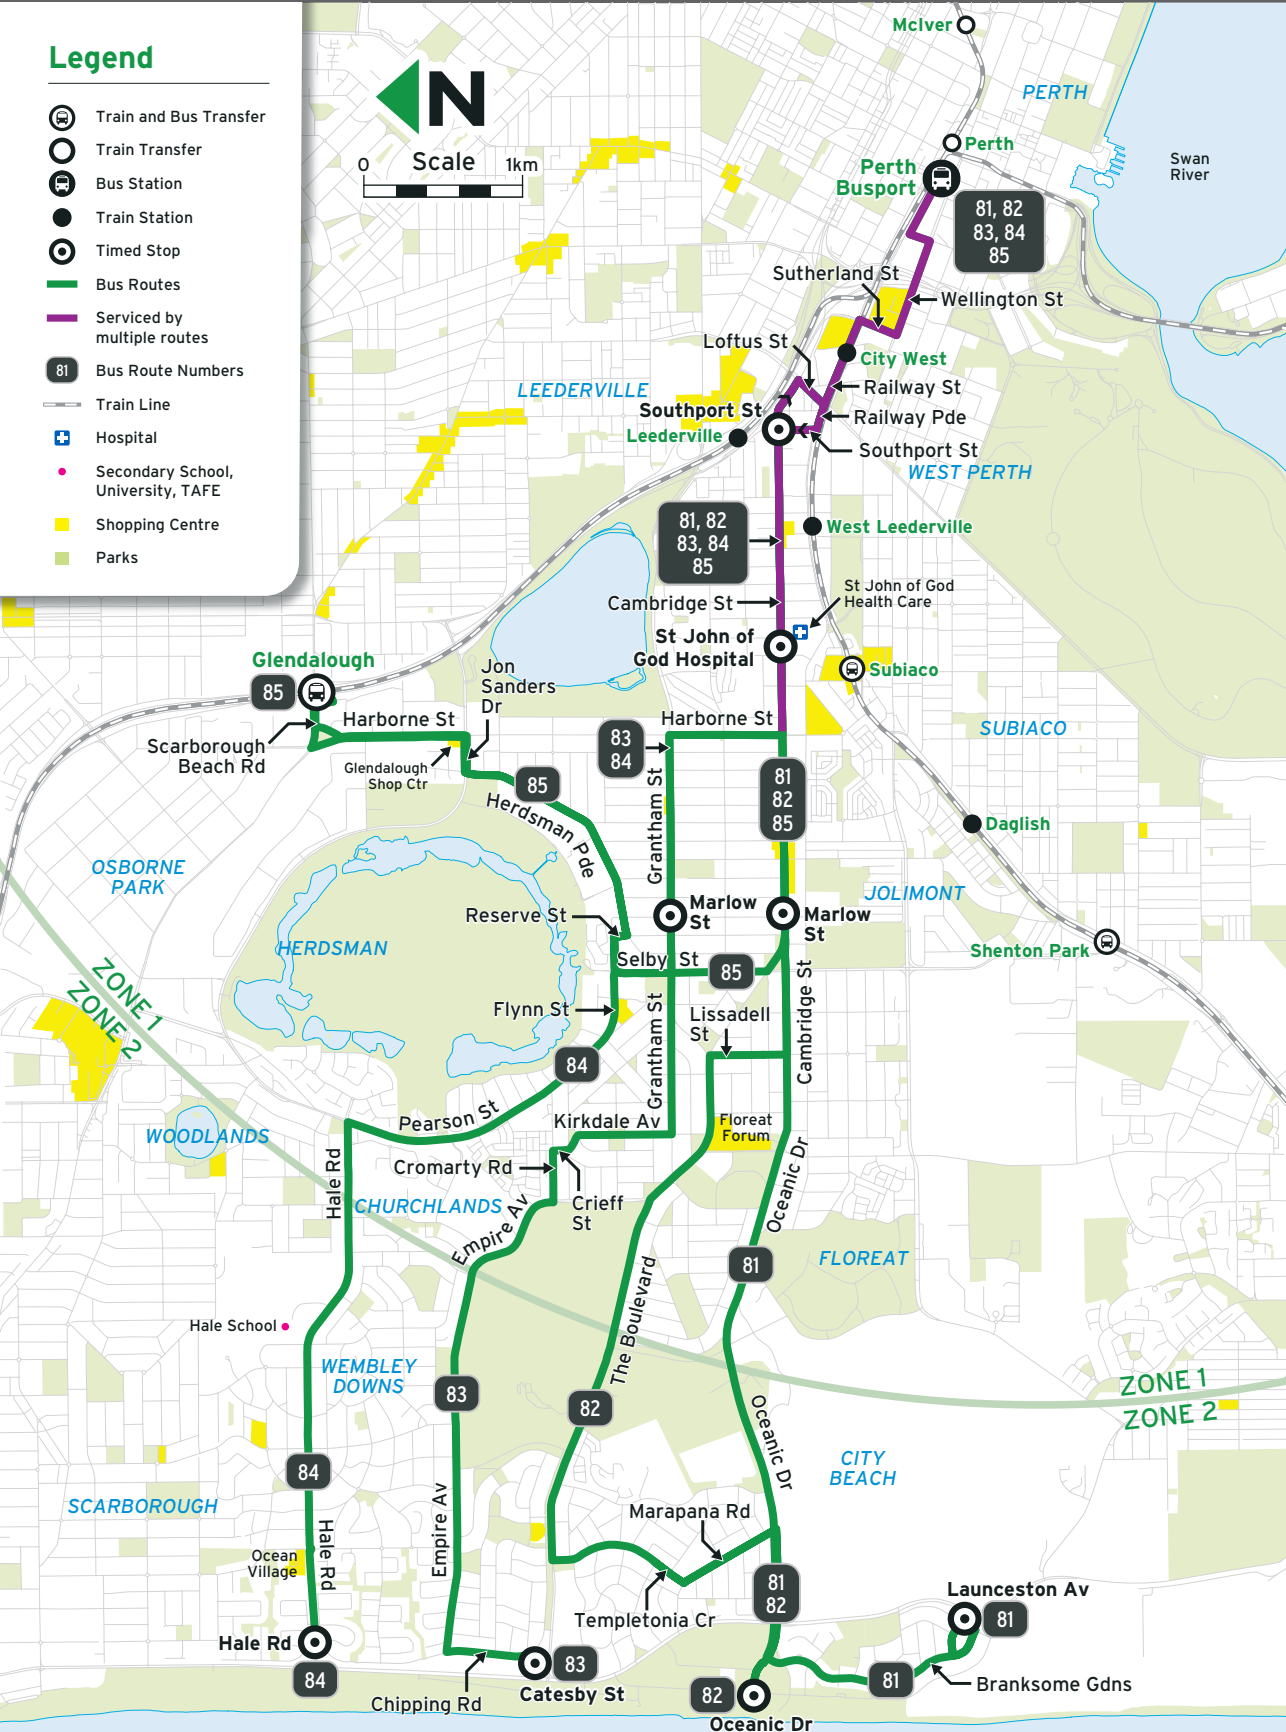 Legend
Train and Bus Transfer
Train Transfer
Bus Station
Train Station
Timed Stop
Bus Routes
Serviced by
multiple routes
81
Bus Route Numbers
Train Line
Hospital
Secondary School,
University, TAFE
Shopping Centre
Parks
N
0 Scale 1km
McIver
PERTH
Perth
Perth
Busport
Swan
River
81, 82
83, 84
85
Sutherland St
Wellington St
Loftus St
City West
LEEDERVILLE
Railway St
Southport St
Railway Pde
Leederville
Southport St
WEST PERTH
81, 82
83, 84
85
West Leederville
Cambridge St
St John of God
Health Care
St John of
God Hospital
Subiaco
Glendalough
85
Jon
Sanders
Dr
Harborne St
Harborne St
SUBIACO
Scarborough
Beach Rd
Glendalough
Shop Ctr
83
84
85
81
82
85
Herdsman Pde
Grantham St
Daglish
OSBORNE
PARK
JOLIMONT
Marlow
St
Marlow
St
Reserve St
HERDSMAN
Shenton Park
Selby St
85
ZONE 1
ZONE 2
Flynn St
Grantham St
Lissadell
St
Cambridge St
84
Pearson St
Kirkdale Av
Floreat
Forum
WOODLANDS
Cromarty Rd
Hale Rd
CHURCHLANDS
Crieff
St
Empire Av
Oceanic Dr
FLOREAT
81
The Boulevard
Hale School
WEMBLEY
DOWNS
83
82
ZONE 1
ZONE 2
Oceanic Dr
CITY
BEACH
84
SCARBOROUGH
Marapana Rd
Empire Av
Hale Rd
Ocean
Village
81
82
Templetonia Cr
Launceston Av
81
Hale Rd
84
83
Catesby St
81
Branksome Gdns
Chipping Rd
82
Oceanic Dr